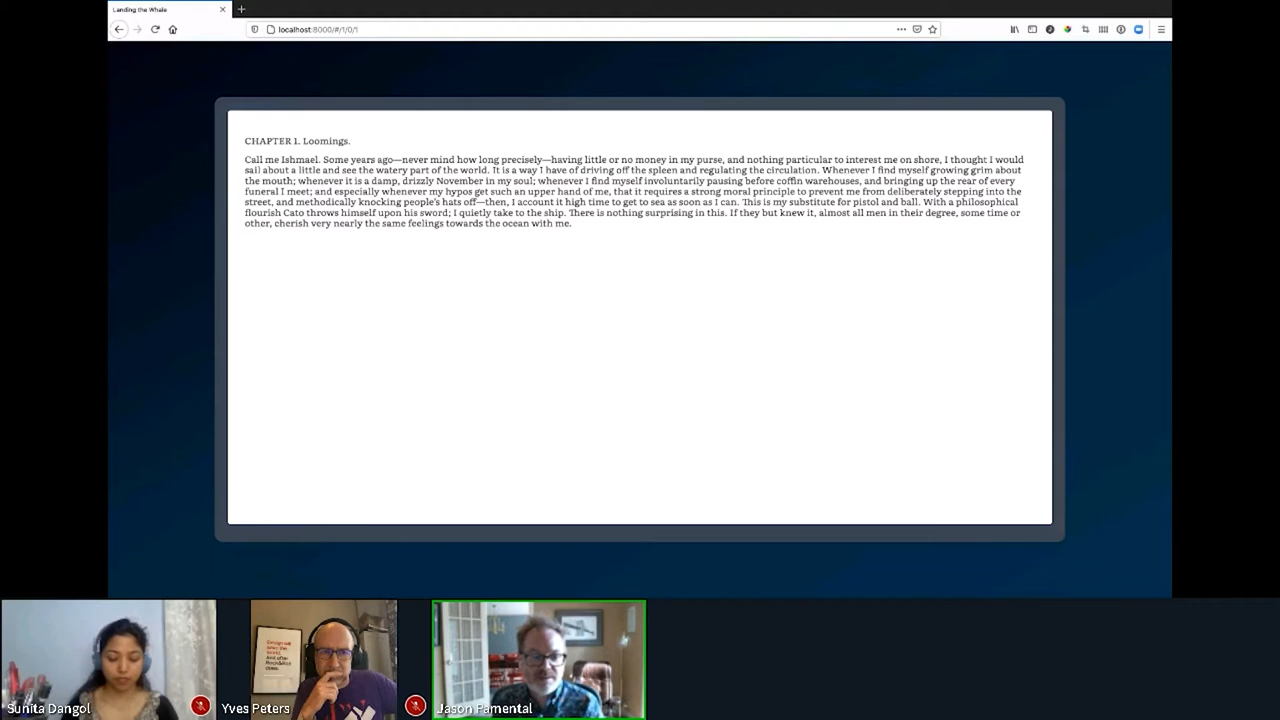 Landing the Whale
localhost:8000/#/1/0/1
CHAPTER 1. Loomings.
Call me Ishmael. Some years ago—never mind how long precisely—having little or no money in my purse, and nothing particular to interest me on shore, I thought I would
sail about a little and see the watery part of the world. It is a way I have of driving off the spleen and regulating the circulation. Whenever I find myself growing grim about
the mouth; whenever it is a damp, drizzly November in my soul; whenever I find myself involuntarily pausing before coffin warehouses, and bringing up the rear of every
funeral I meet; and especially whenever my hypos get such an upper hand of me, that it requires a strong moral principle to prevent me from deliberately stepping into the
street, and methodically knocking people's hats off—then, I account it high time to get to sea as soon as I can. This is my substitute for pistol and ball. With a philosophical
flourish Cato throws himself upon his sword; I quietly take to the ship. There is nothing surprising in this. If they but knew it, almost all men in their degree, some time or
other, cherish very nearly the same feelings towards the ocean with me.
Design will
save the
world.
And after
Rock&Roll
does.
Sunita Dangol
Yves Peters
Jason Pamental